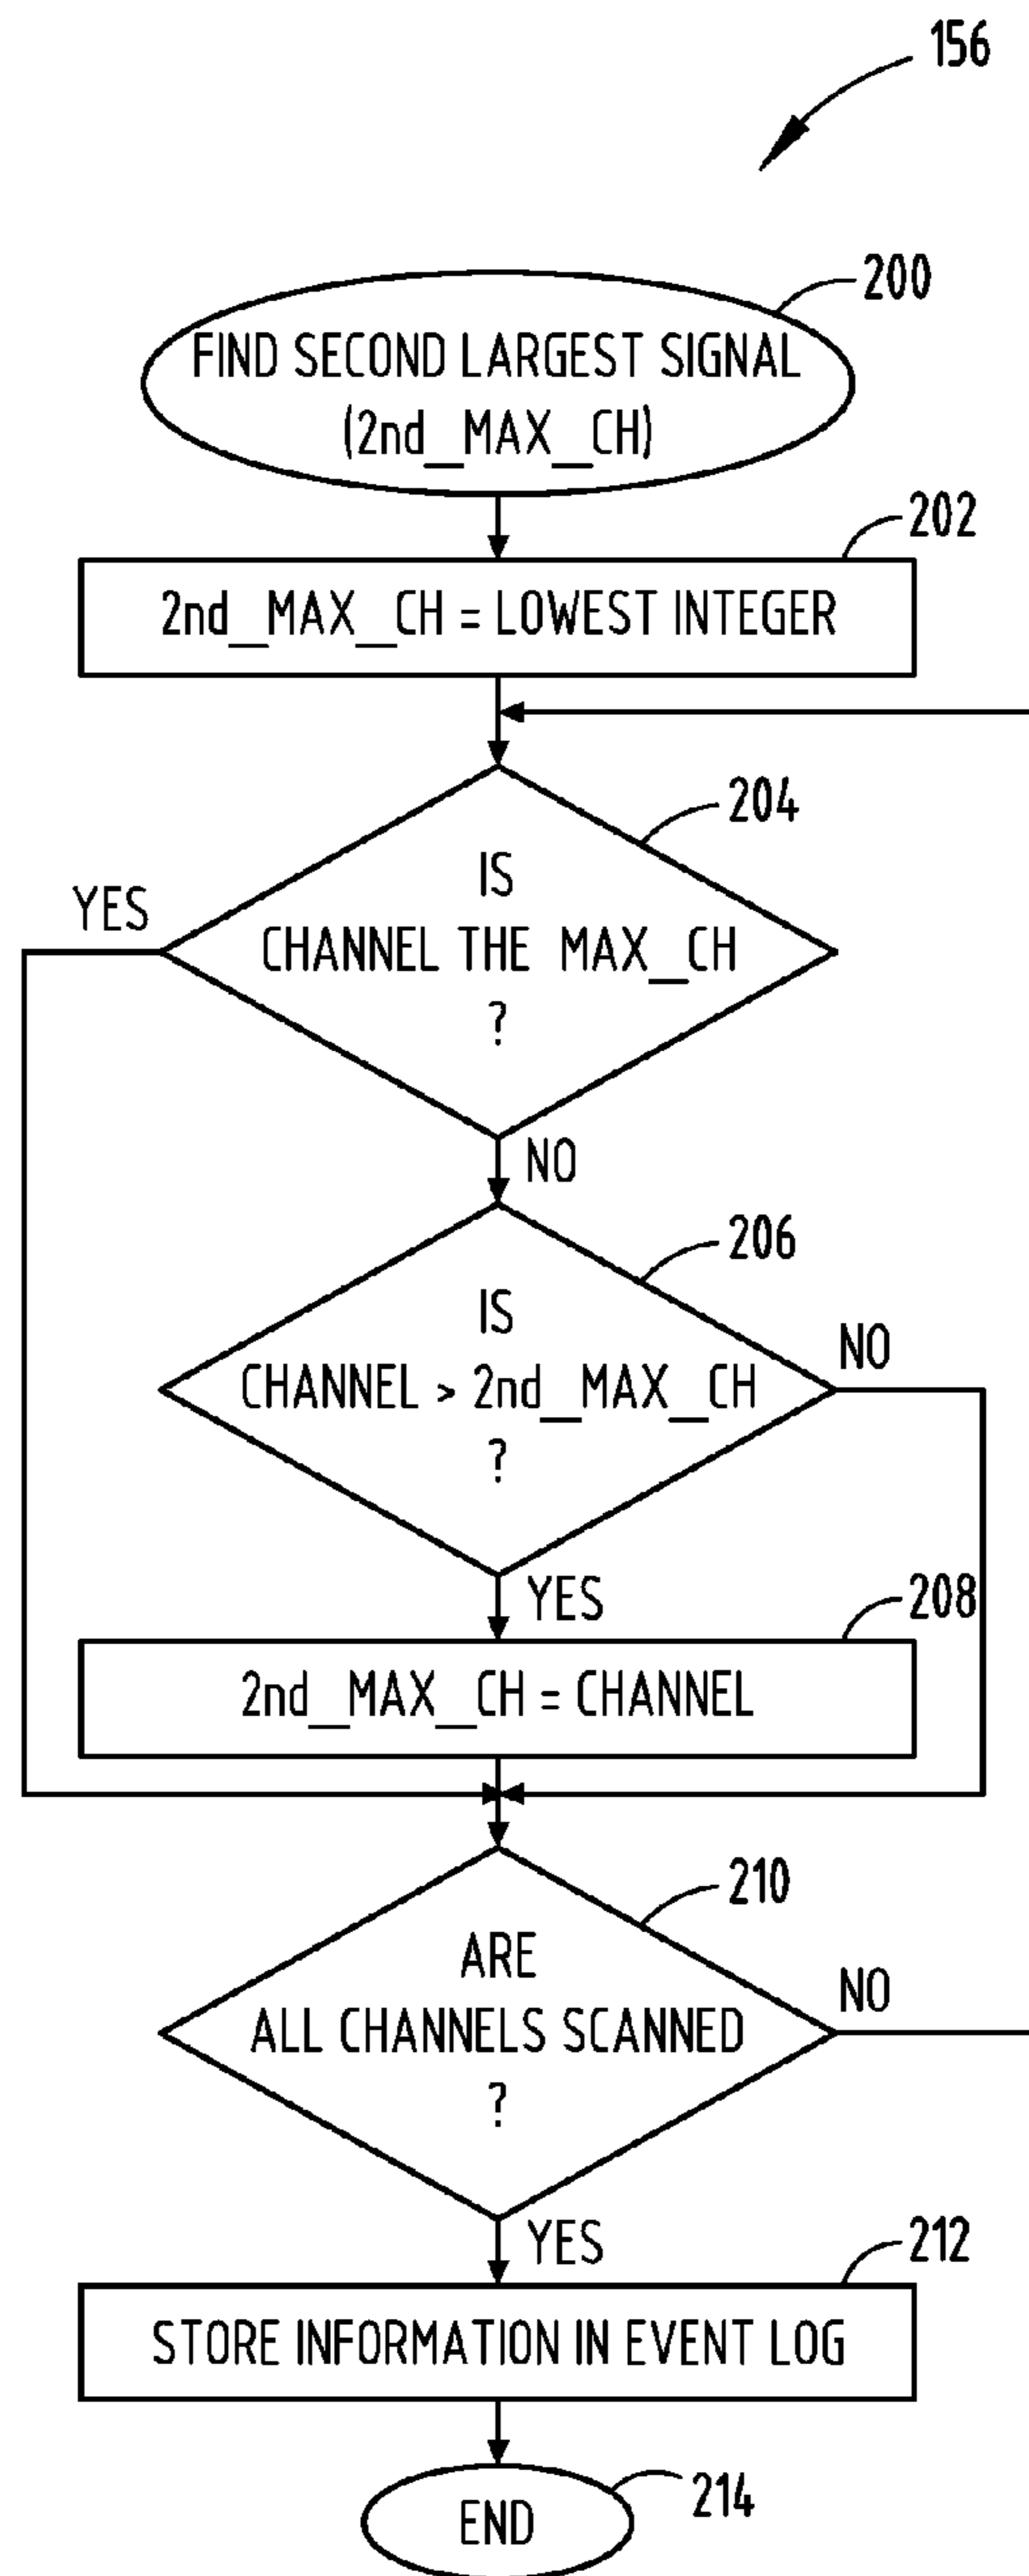 156
200
FIND SECOND LARGEST SIGNAL
(2nd_MAX_CH)
202
2nd_MAX_CH = LOWEST INTEGER
204
IS
YES
CHANNEL THE MAX_CH
?
NO
206
IS
NO
CHANNEL > 2nd_MAX_CH
?
YES
208
2nd_MAX_CH = CHANNEL
210
ARE
NO
ALL CHANNELS SCANNED
?
YES
212
STORE INFORMATION IN EVENT LOG
214
END